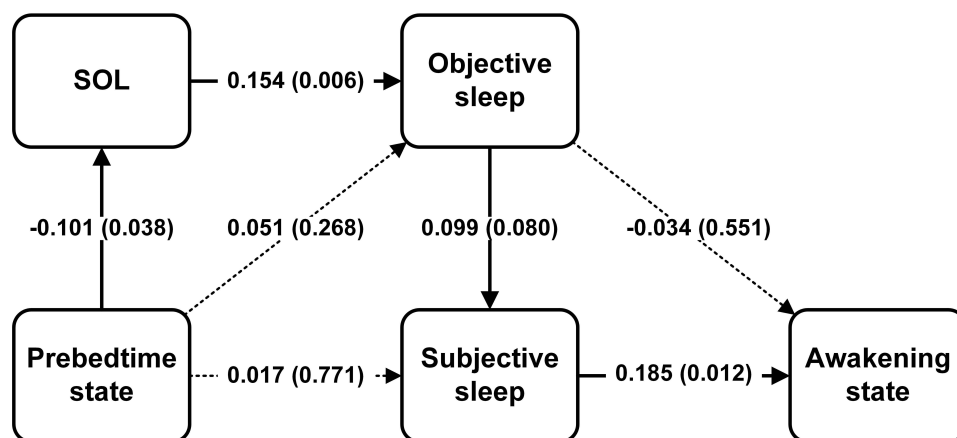 SOL
0.154 (0.006)
Objective
sleep
-0.101 (0.038)
0.051 (0.268)
0.099 (0.080)
-0.034 (0.551)
Prebedtime
state
0.017 (0.771)
Subjective
sleep
0.185 (0.012)
Awakening
state